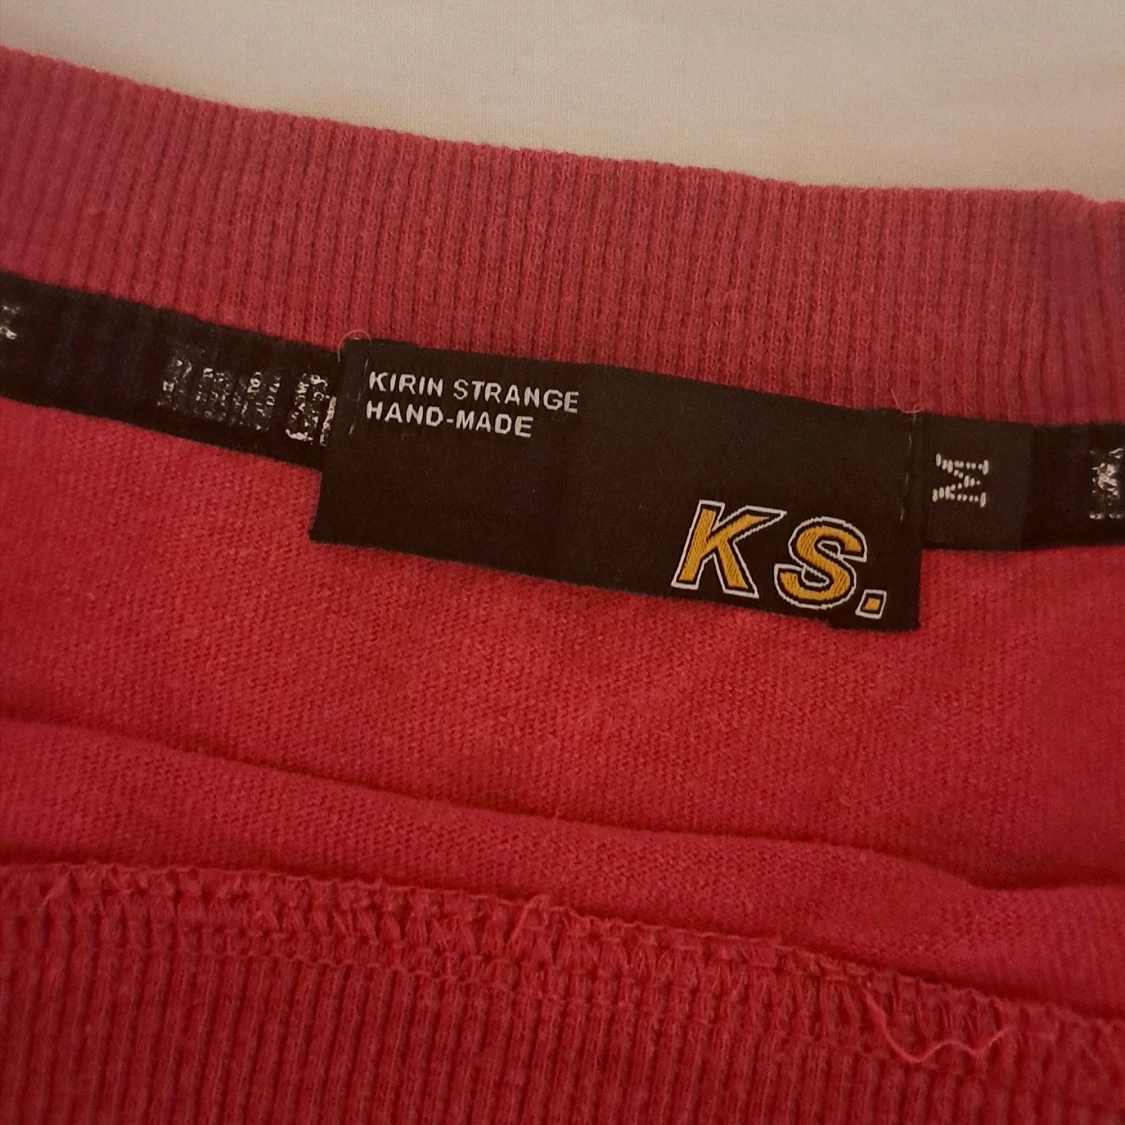 KIRIN STRANGE
HAND-MADE
KS.
M